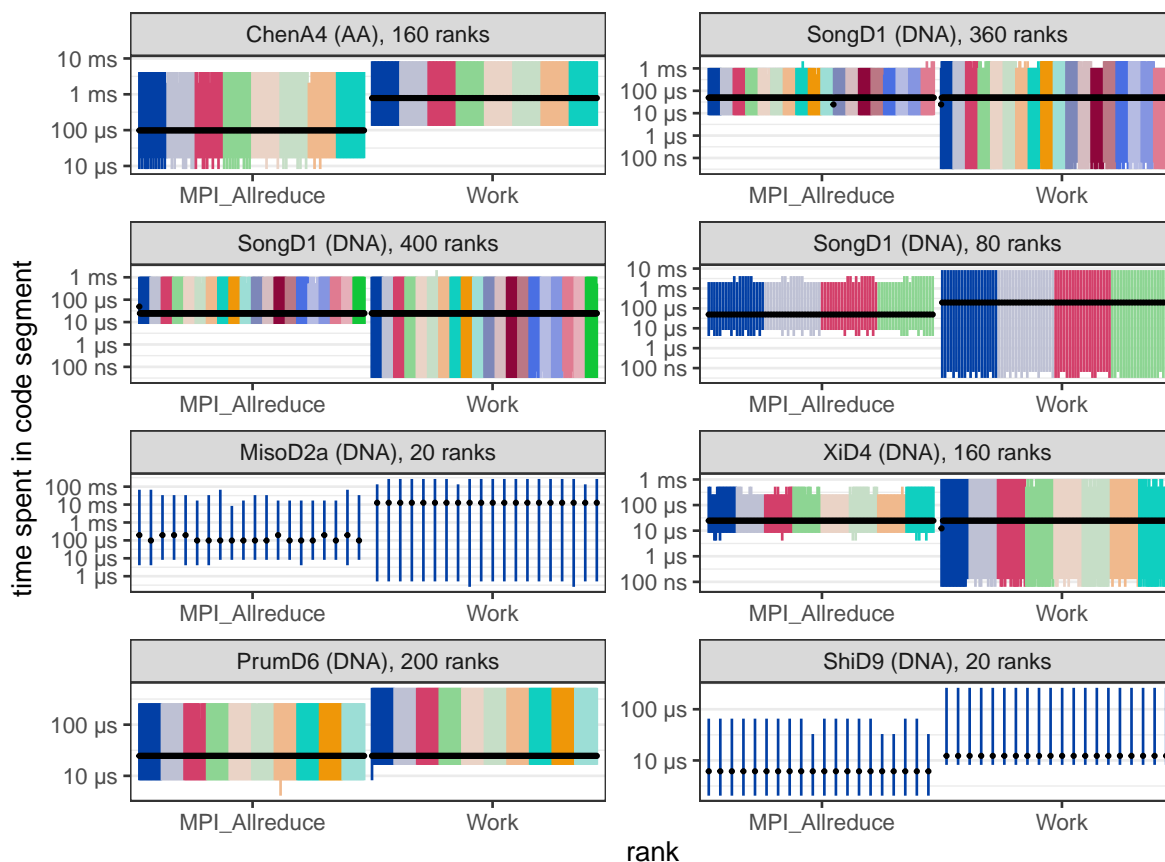 ChenA4 (AA), 160 ranks
10 ms
1 ms
100 µs
10 µs
MPI_Allreduce
Work
SongD1 (DNA), 360 ranks
1 ms
100 µs
10 µs
1 µs
100 ns
MPI_Allreduce
Work
SongD1 (DNA), 400 ranks
1 ms
100 µs
10 µs
1 µs
100 ns
MPI_Allreduce
Work
SongD1 (DNA), 80 ranks
10 ms
1 ms
100 µs
10 µs
1 µs
100 ns
MPI_Allreduce
Work
MisoD2a (DNA), 20 ranks
100 ms
10 ms
1 ms
100 µs
10 µs
1 µs
MPI_Allreduce
Work
XiD4 (DNA), 160 ranks
1 ms
100 µs
10 µs
1 µs
100 ns
MPI_Allreduce
Work
PrumD6 (DNA), 200 ranks
100 µs
10 µs
MPI_Allreduce
Work
ShiD9 (DNA), 20 ranks
100 µs
10 µs
MPI_Allreduce
Work
time spent in code segment
rank